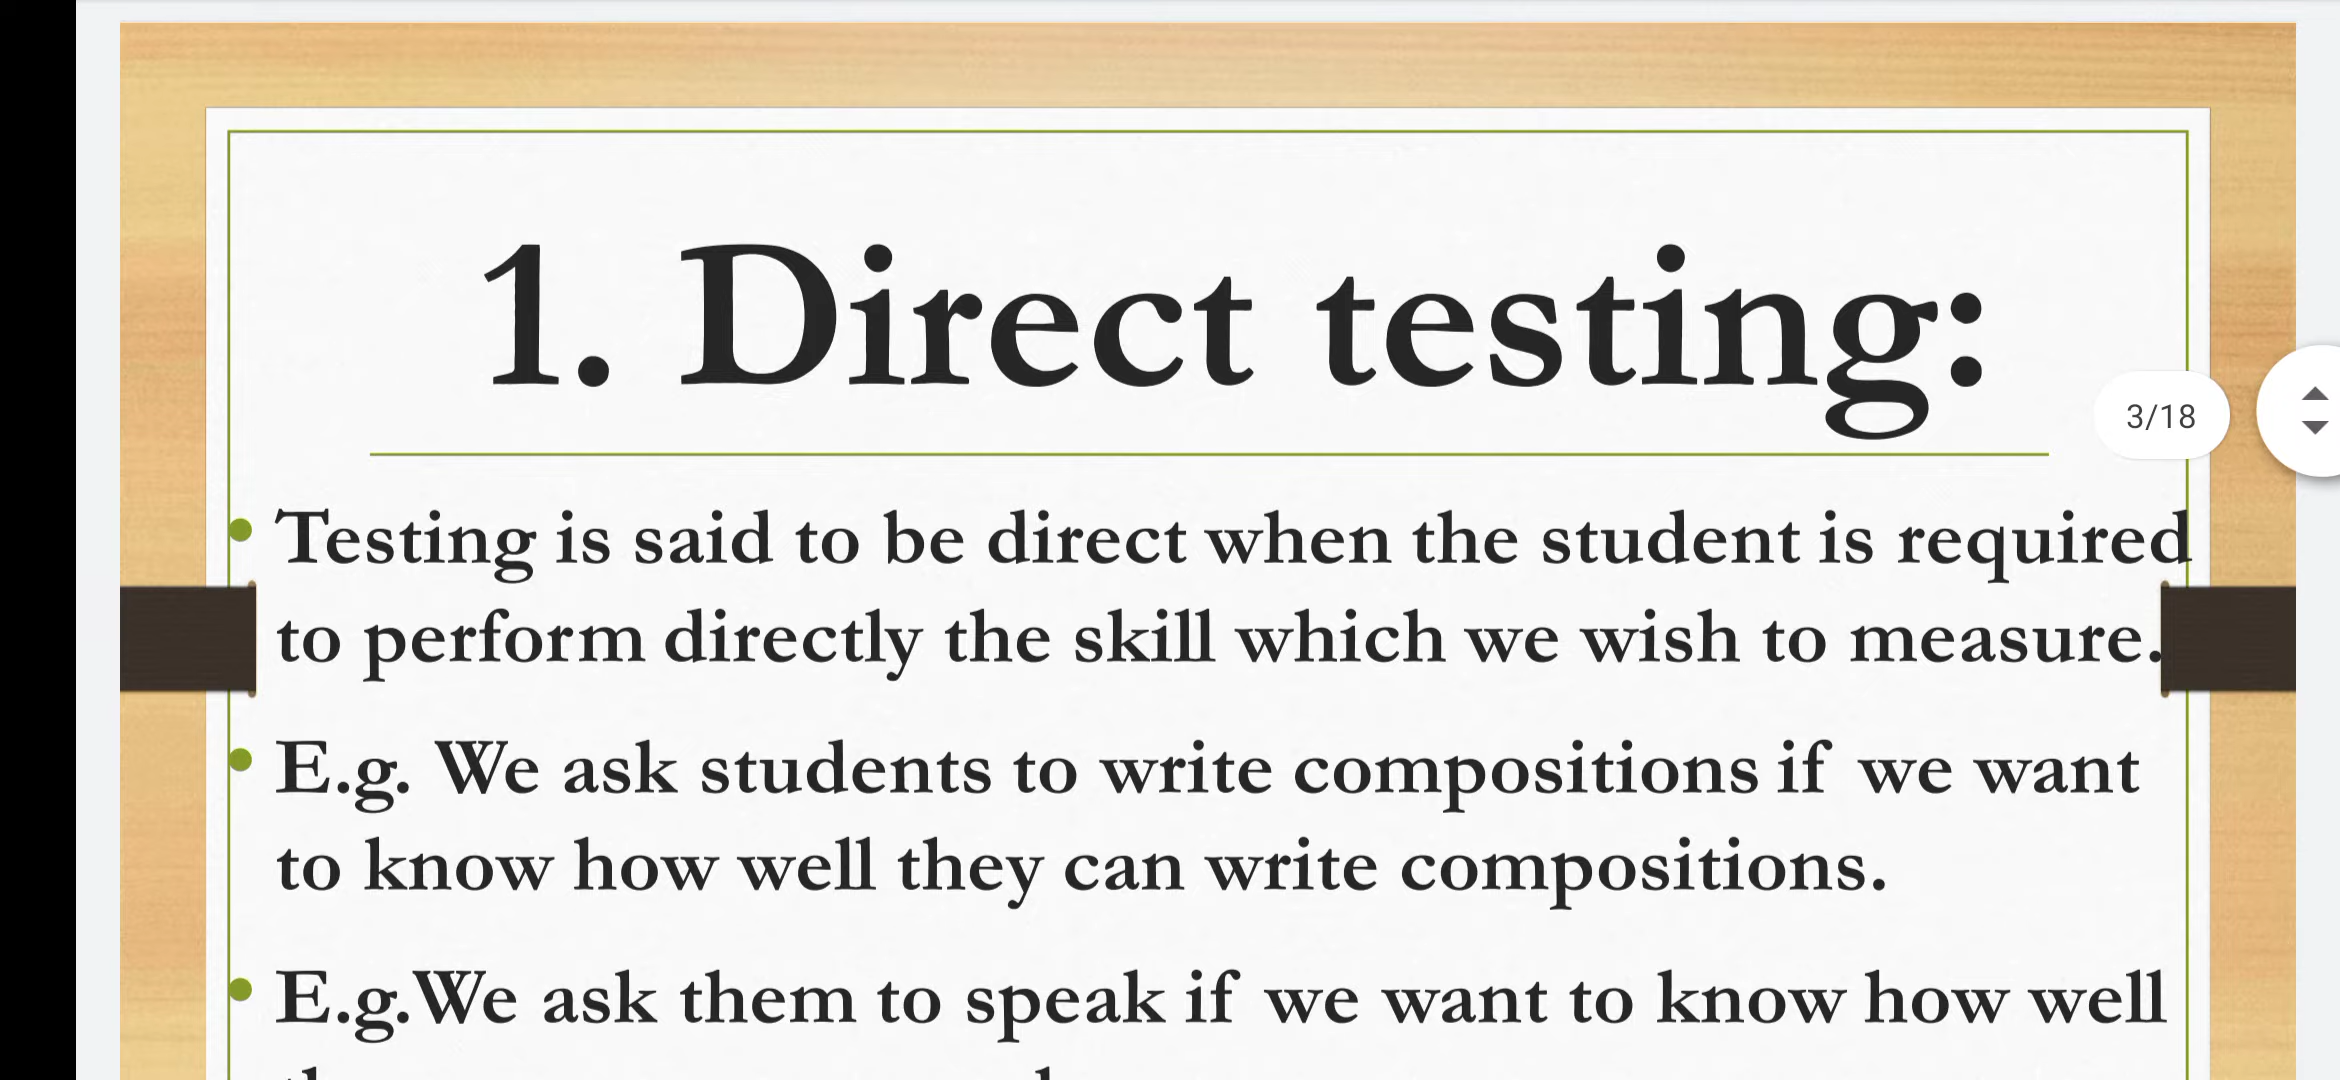 1. Direct testing:
3/18
• Testing is said to be direct when the student is required
to perform directly the skill which we wish to measure.
• E.g. We ask students to write compositions if we want
to know how well they can write compositions.
• E.g.We ask them to speak if we want to know how well